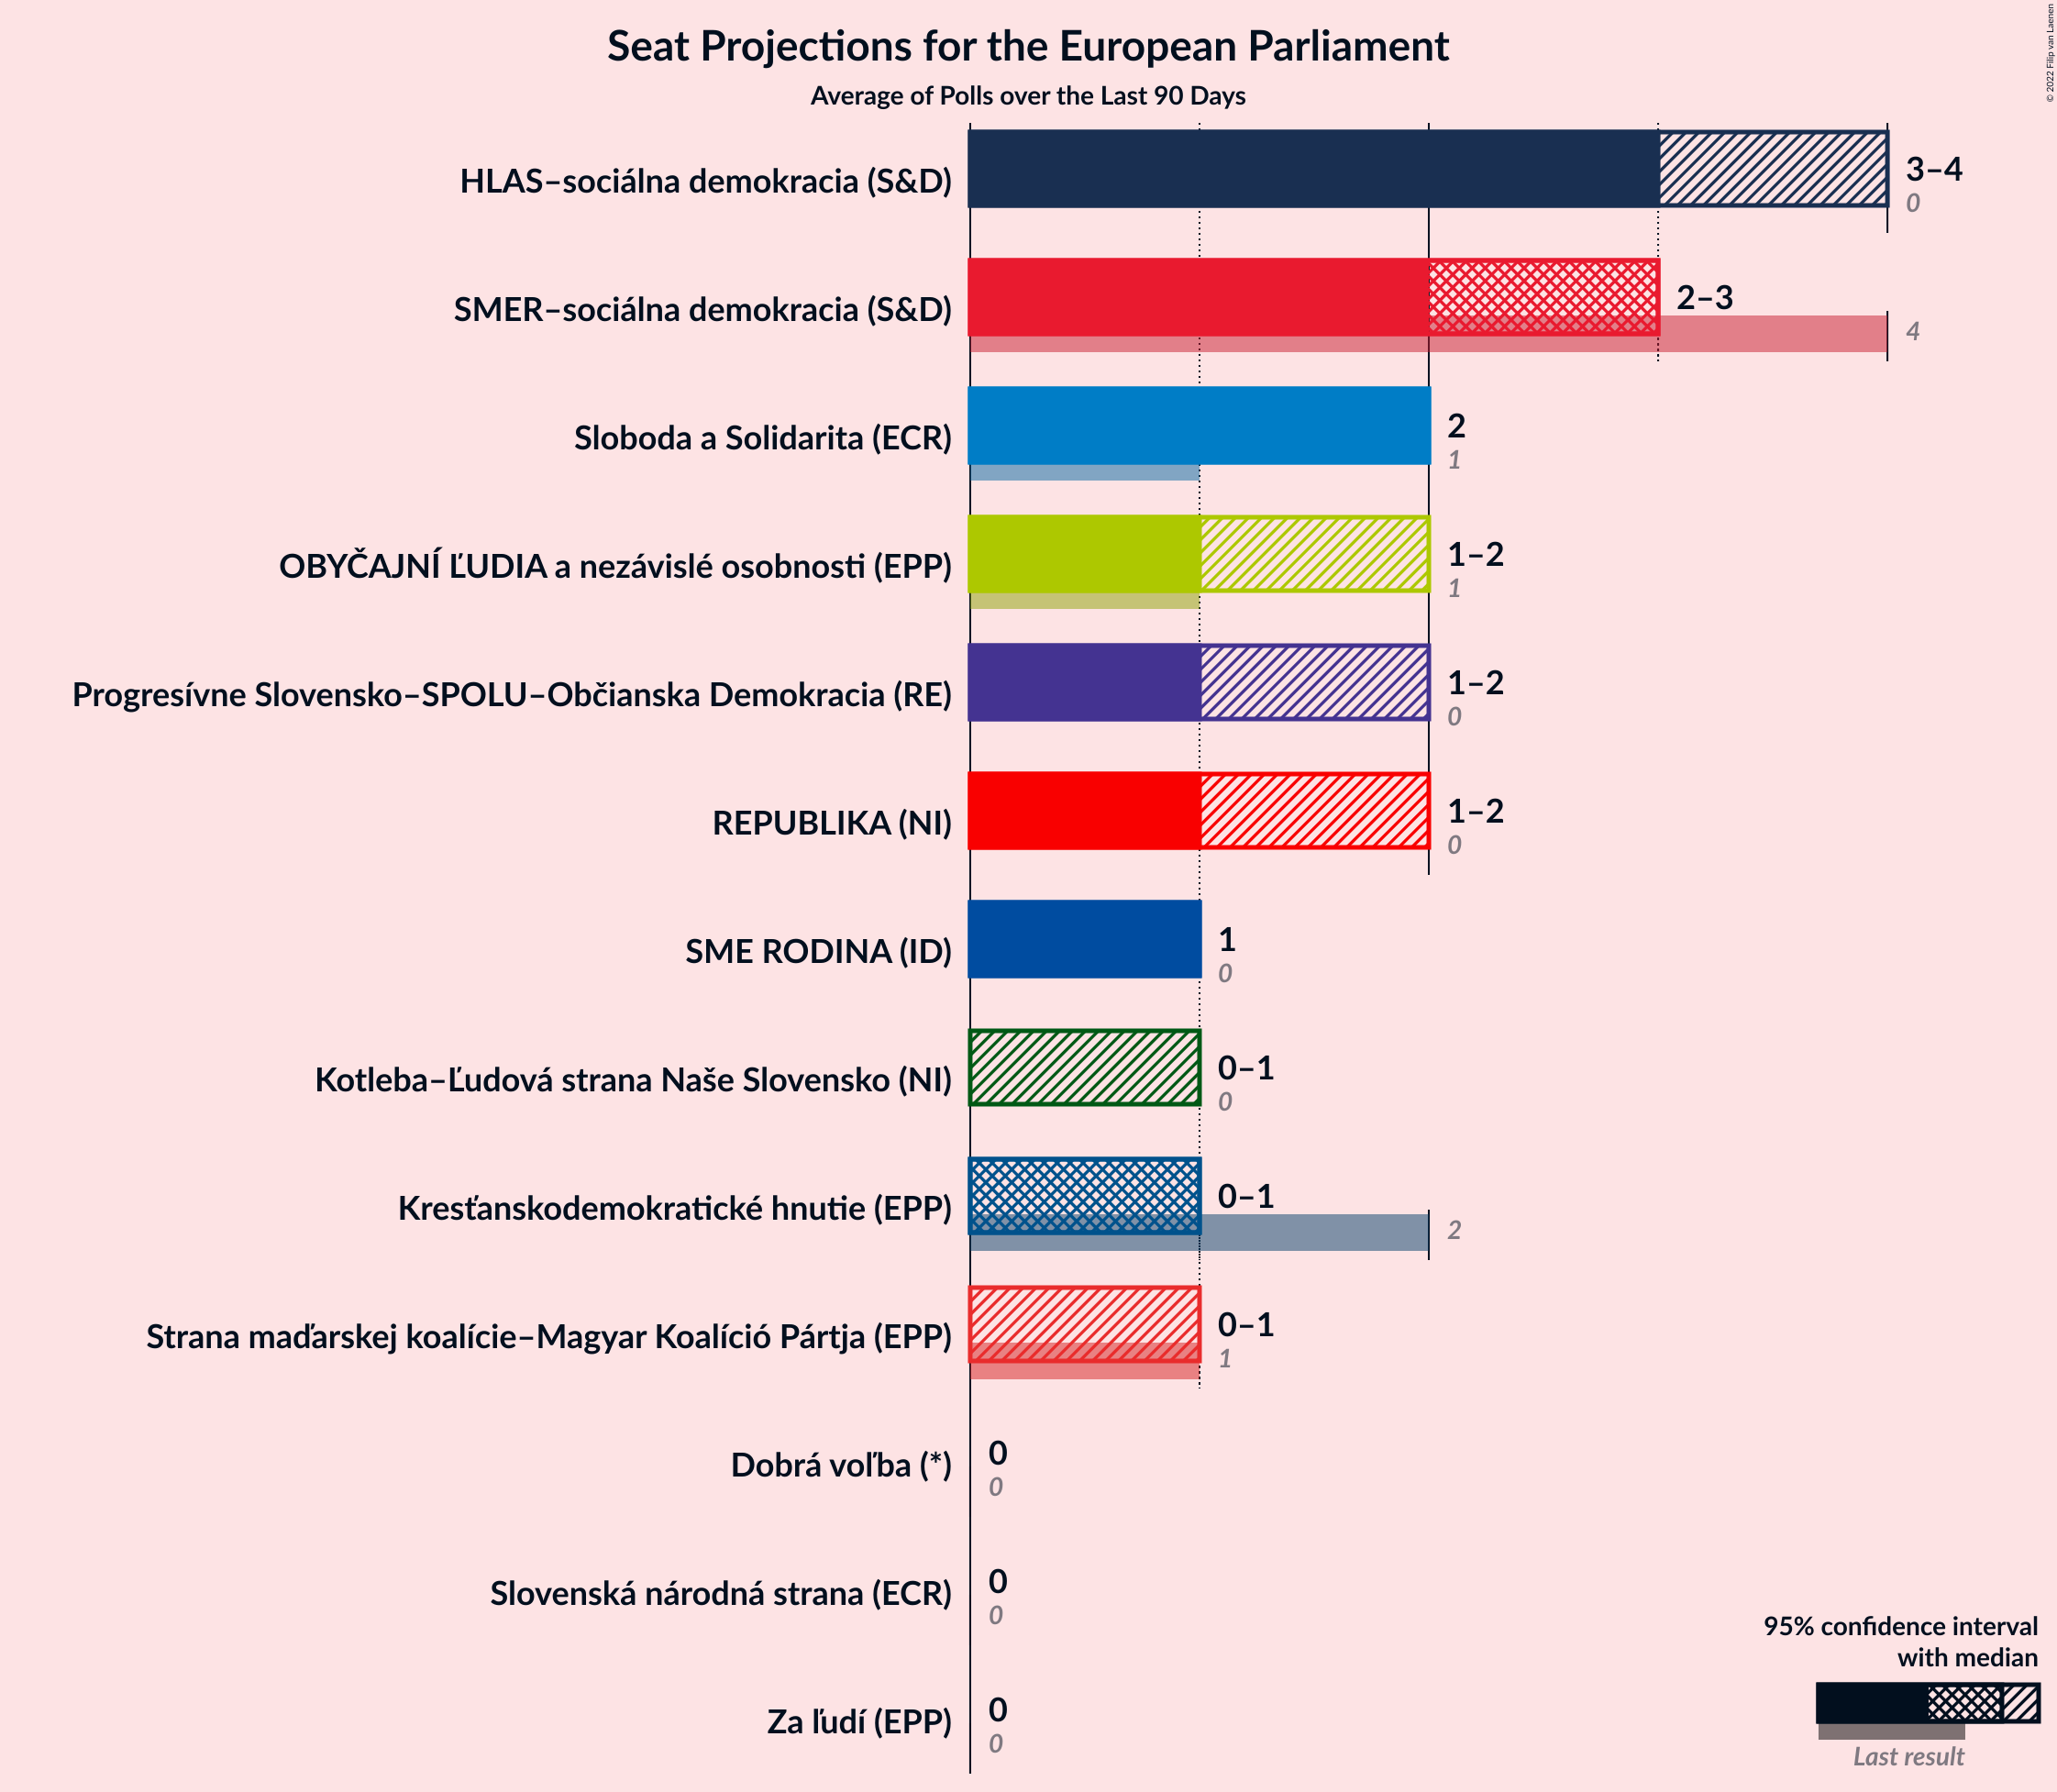 Seat Projections for the European Parliament
Average of Polls over the Last 90 Days
© 2022 Filip van Laenen
HLAS–sociálna demokracia (S&D)
3–4
0
SMER–sociálna demokracia (S&D)
2–3
4
Sloboda a Solidarita (ECR)
2
1
OBYČAJNÍ ĽUDIA a nezávislé osobnosti (EPP)
1–2
1
Progresívne Slovensko–SPOLU–Občianska Demokracia (RE)
1–2
0
REPUBLIKA (NI)
1–2
0
SME RODINA (ID)
1
0
Kotleba–Ľudová strana Naše Slovensko (NI)
0–1
0
Kresťanskodemokratické hnutie (EPP)
0–1
2
Strana maďarskej koalície–Magyar Koalíció Pártja (EPP)
0–1
1
Dobrá voľba (*)
0
0
Slovenská národná strana (ECR)
0
0
Za ľudí (EPP)
0
0
95% confidence interval
with median
Last result